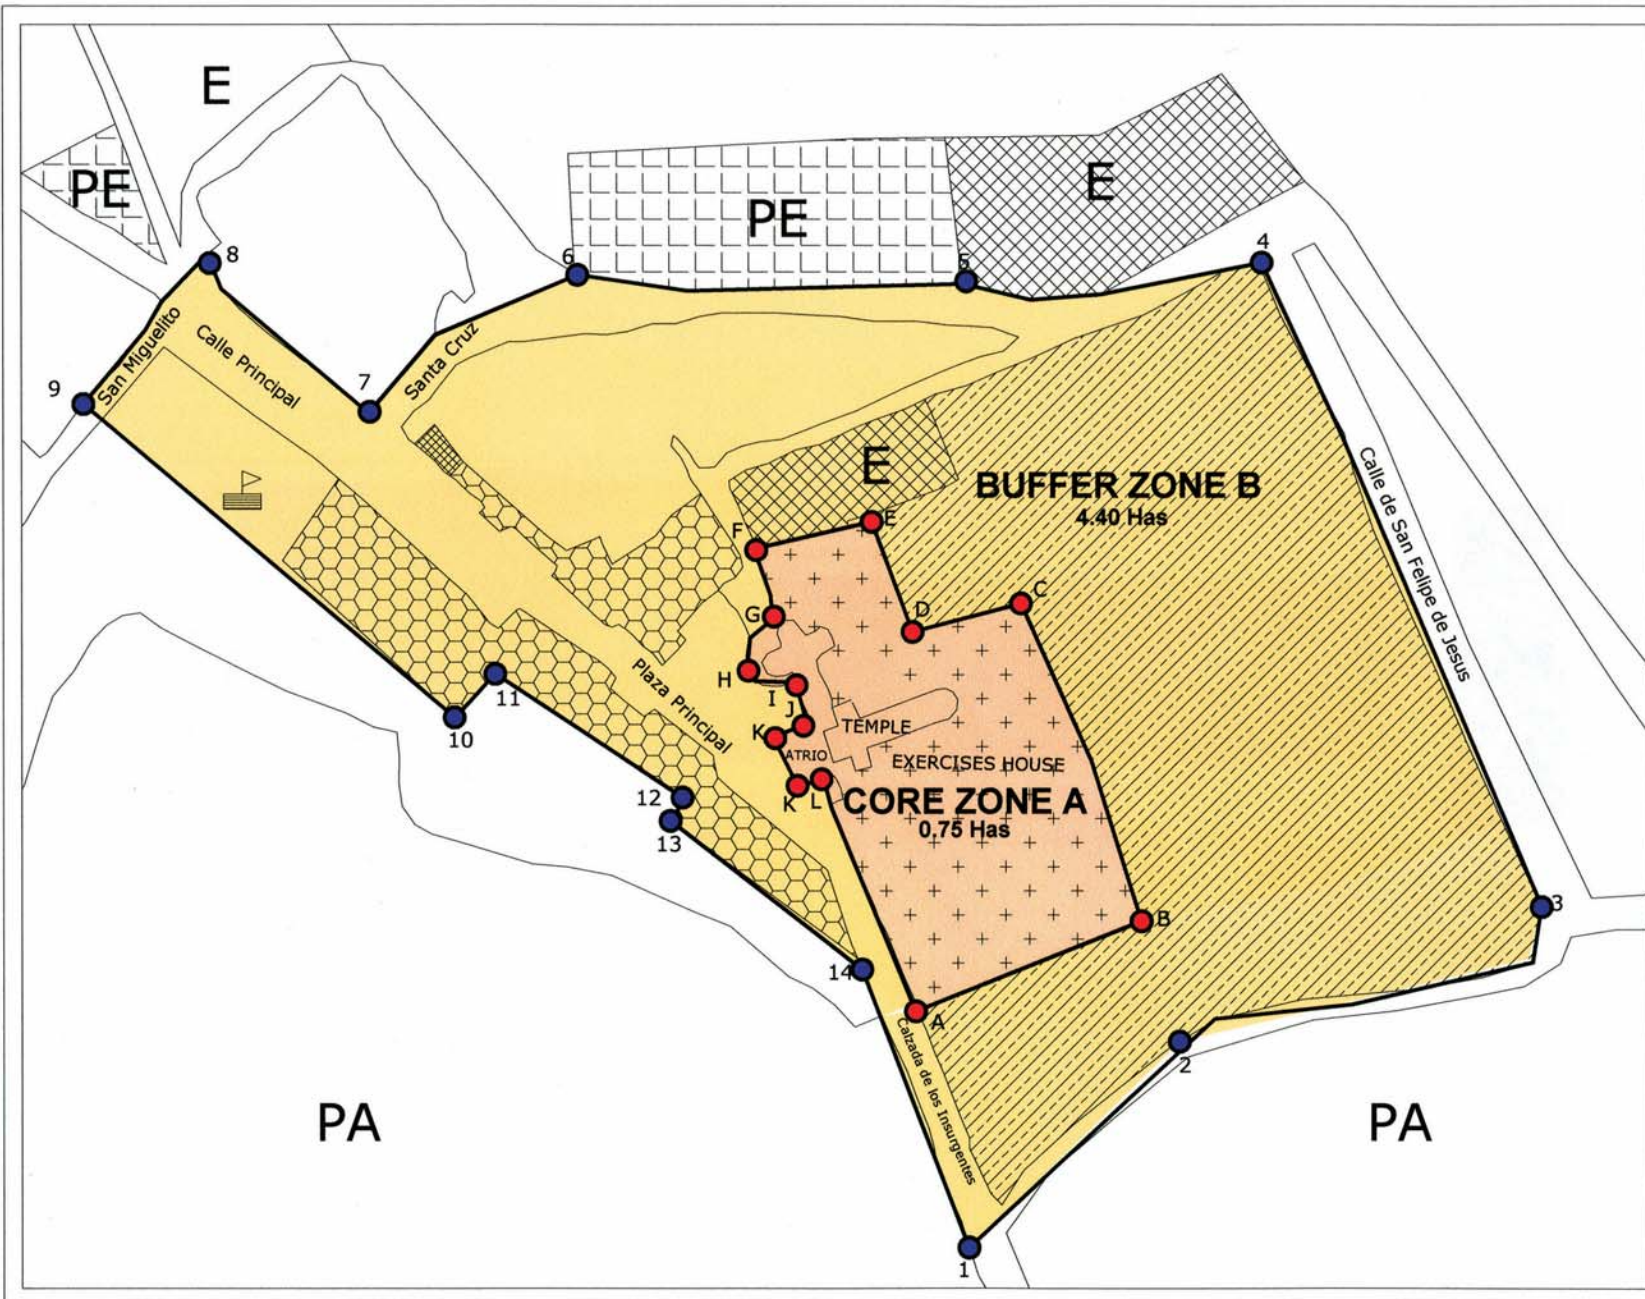 E
PE
PE
E
4
8
6
5
San Miguelito
Calle Principal
Santa Cruz
9
7
E
BUFFER ZONE B
4.40 Has
Calle de San Felipe de Jesus
F
E
G
D
C
H
I
J
K
Plaza Principal
11
10
TEMPLE
ATRIO
EXERCISES HOUSE
K
L
CORE ZONE A
0.75 Has
12
13
B
3
14
A
Calzada de los Insurgentes
2
PA
PA
1